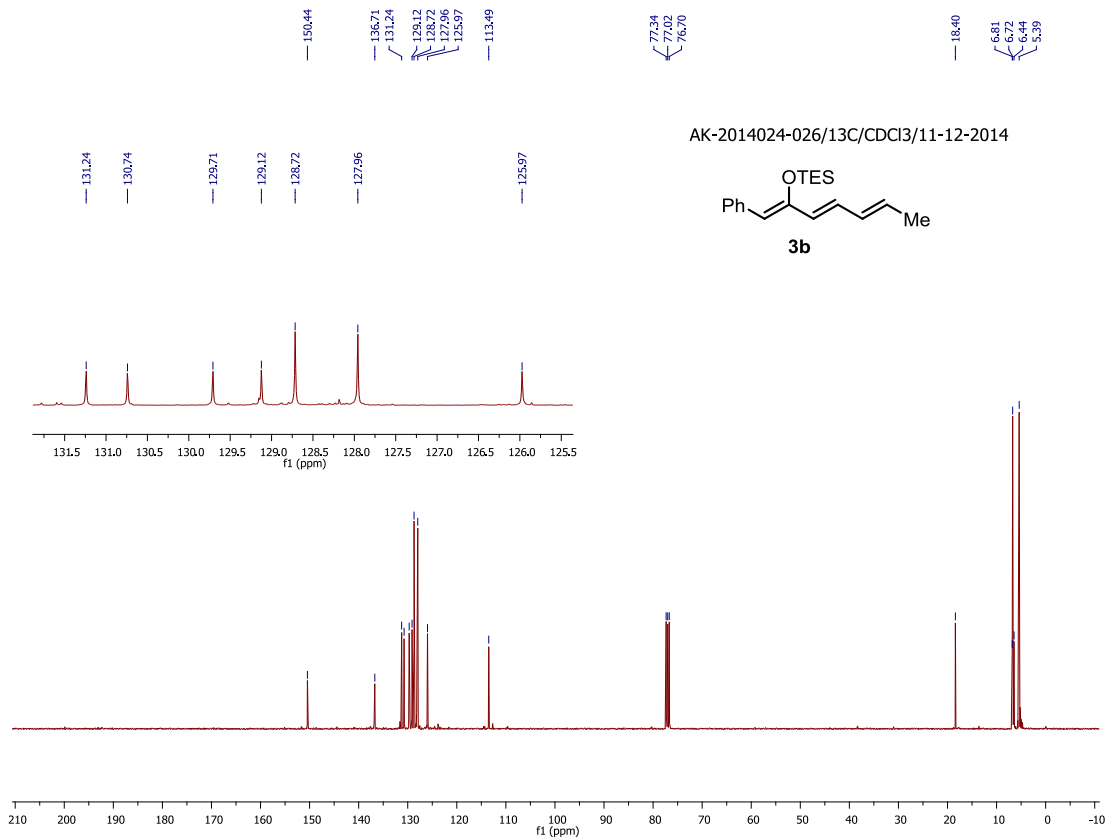 150.44
136.71
131.24
129.12
128.72
127.96
125.97
113.49
77.34
77.02
76.70
18.40
6.81
6.72
6.44
5.39
AK-2014024-026/13C/CDCl3/11-12-2014
131.24
130.74
129.71
129.12
128.72
127.96
125.97
OTES
Ph
Me
3b
131.5 131.0 130.5 130.0 129.5 129.0 128.5 128.0 127.5 127.0 126.5 126.0 125.5
f1 (ppm)
210 200 190 180 170 160 150 140 130 120 110 100 90 80 70 60 50 40 30 20 10 0 -10
f1 (ppm)